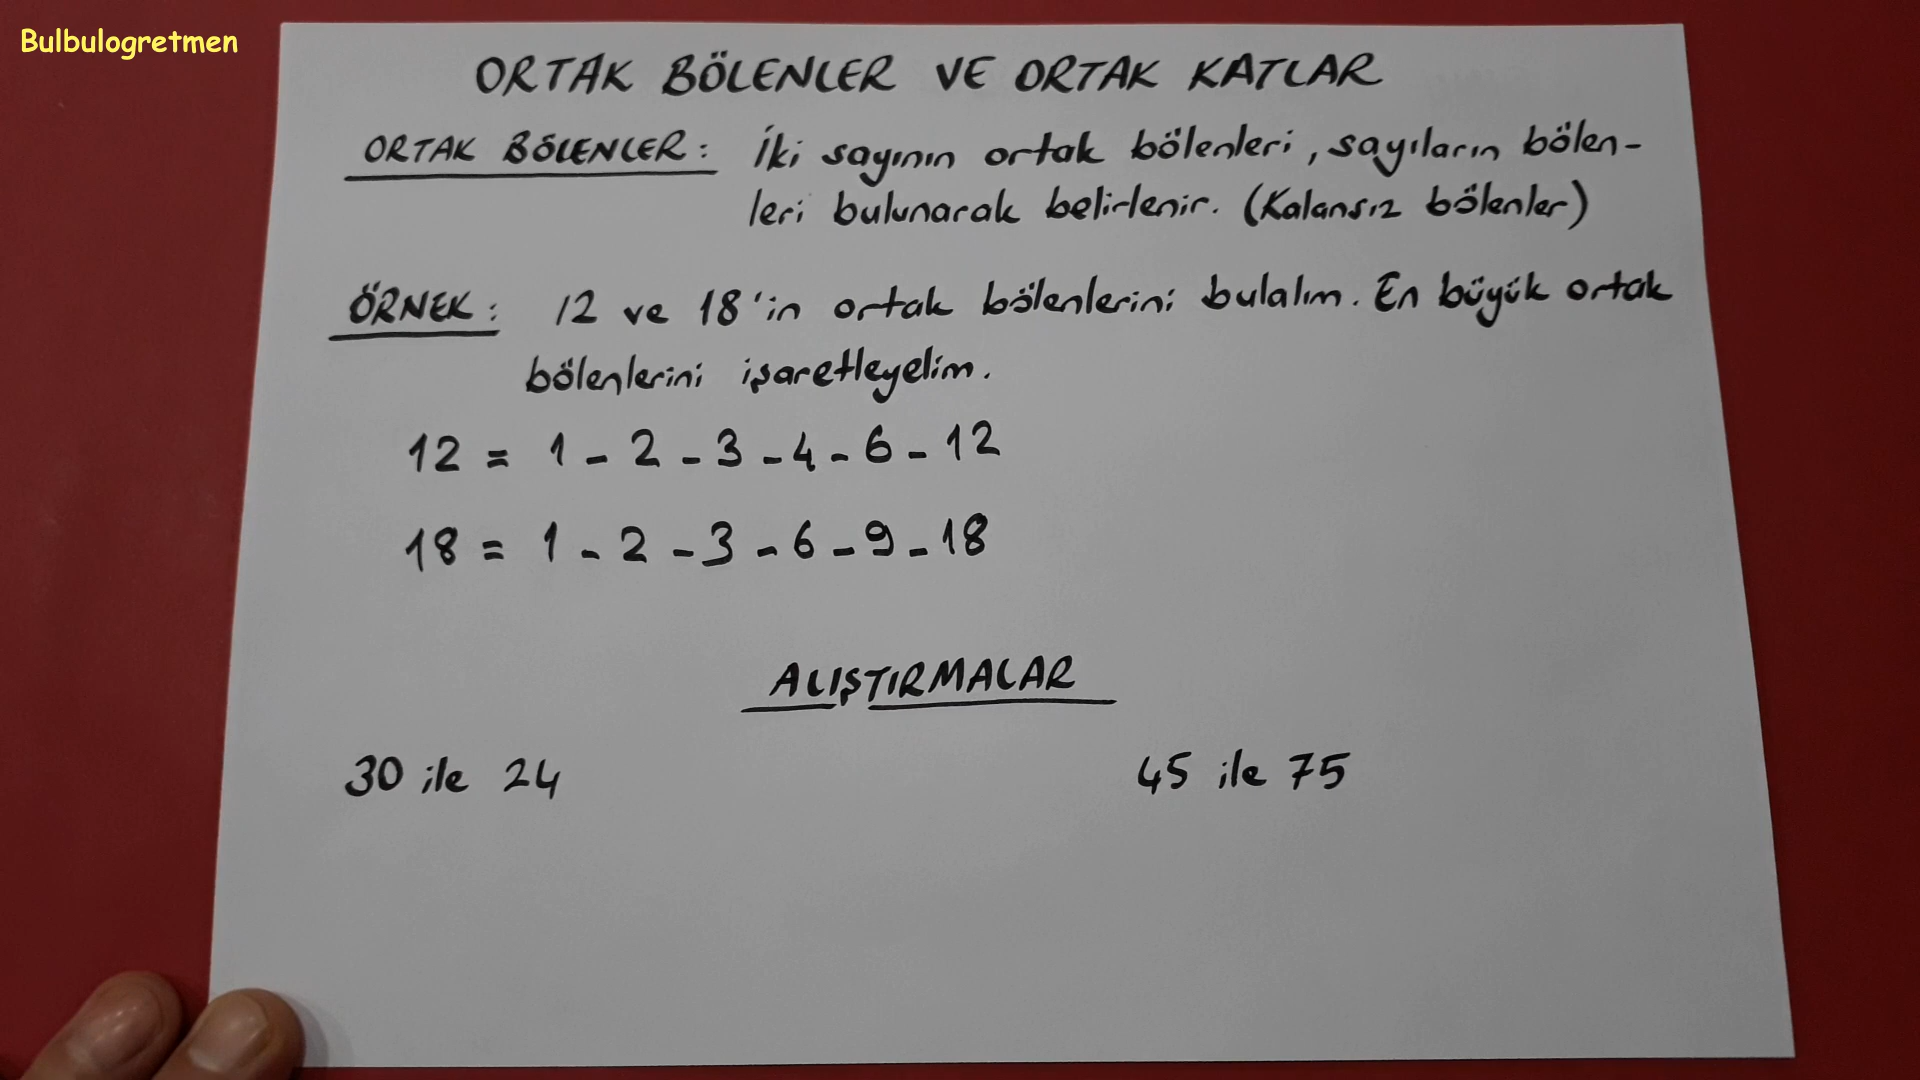 Bulbulogretmen
ORTAK BÖLENLER VE ORTAK KATLAR
ORTAK BÖLENLER: İki sayının ortak bölenleri, sayıların bölen-
leri bulunarak belirlenir. (Kalansız bölenler)
ÖRNEK: 12 ve 18'in ortak bölenlerini bulalım. En büyük ortak
bölenlerini işaretleyelim.
12 = 1 - 2 - 3 - 4 - 6 - 12
18 = 1 - 2 - 3 - 6 - 9 - 18
ALIŞTIRMALAR
30 ile 24
45 ile 75